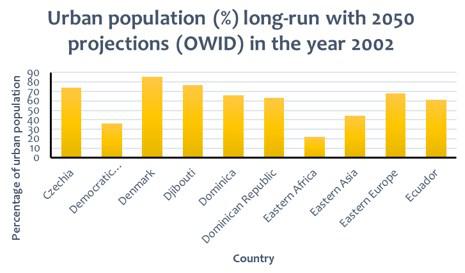 Urban population (%) long-run with 2050
projections (OWID) in the year 2002
Percentage of urban population
90
80
70
60
50
40
30
20
10
0
Czechia
Democratic...
Denmark
Djibouti
Dominica
Dominican Republic
Eastern Africa
Eastern Asia
Eastern Europe
Ecuador
Country